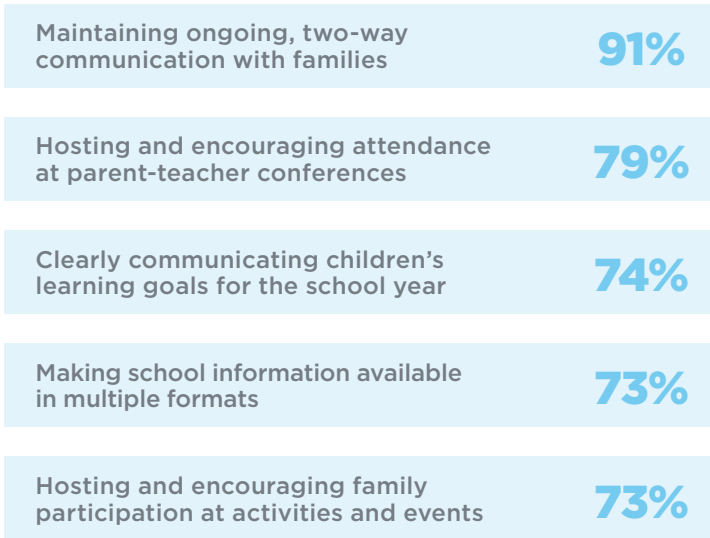 Maintaining ongoing, two-way
communication with families
91%
Hosting and encouraging attendance
at parent-teacher conferences
79%
Clearly communicating children’s
learning goals for the school year
74%
Making school information available
in multiple formats
73%
Hosting and encouraging family
participation at activities and events
73%